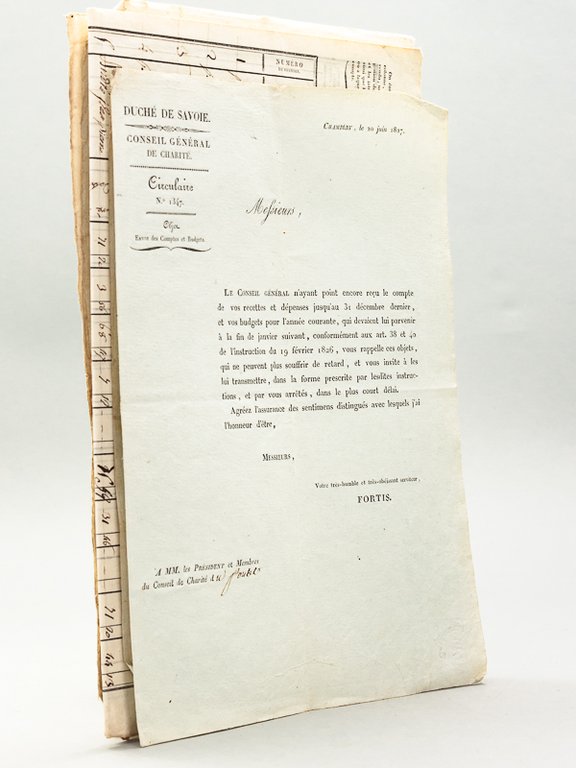 DUCHÉ DE SAVOIE.
CONSEIL GÉNÉRAL
DE CHARITÉ.
Circulaire
N.º 1347.
Objet
Envoi des Comptes et Budgets.
CHAMBÉRY, le 20 juin 1827.
Messieurs,
LE CONSEIL GÉNÉRAL n'ayant point encore reçu le compte
de vos recettes et dépenses jusqu'au 31 décembre dernier,
et vos budgets pour l'année courante, qui devaient lui parvenir
à la fin de janvier suivant, conformément aux art. 38 et 40
de l'instruction du 19 février 1826, vous rappelle ces objets,
qui ne peuvent plus souffrir de retard, et vous invite à les
lui transmettre, dans la forme prescrite par lesdites instruc-
tions, et par vous arrêtés, dans le plus court délai.
Agréez l'assurance des sentimens distingués avec lesquels j'ai
l'honneur d'être,
MESSIEURS,
Votre très-humble et très-obéissant serviteur,
FORTIS.
A MM. les PRÉSIDENT et Membres
du Conseil de Charité d
NUMÉRO